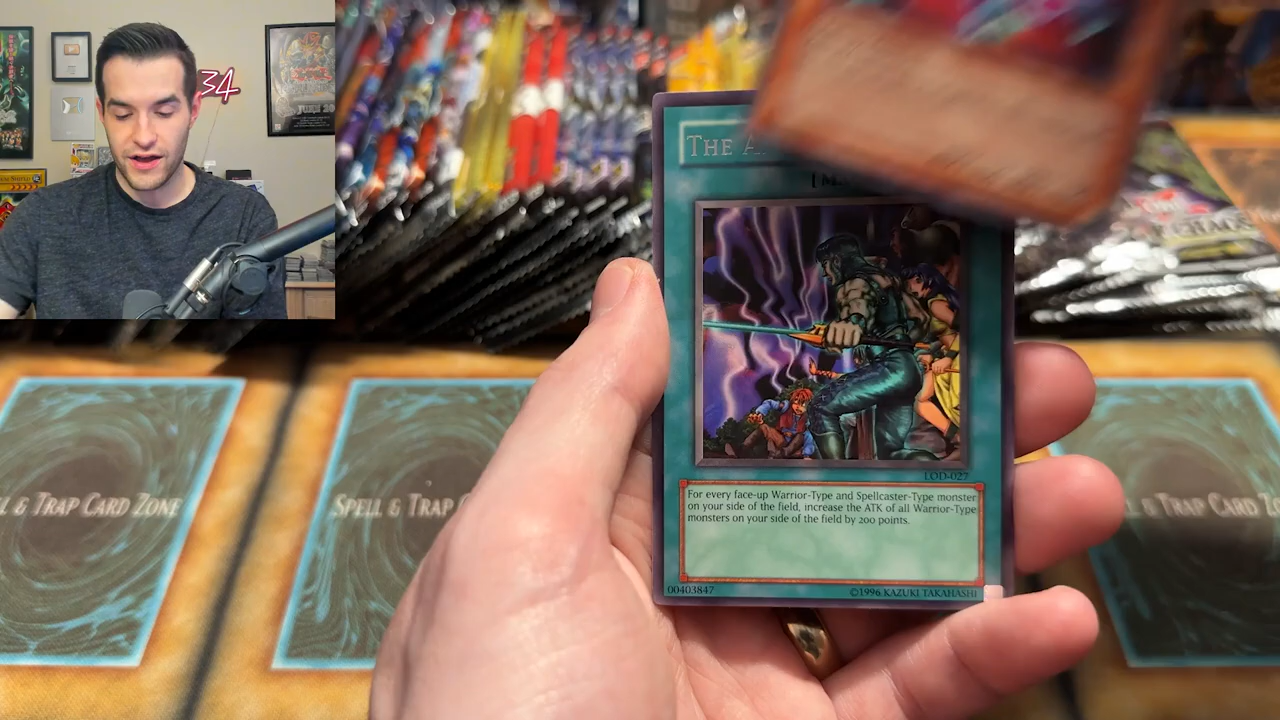 34
JUNE 20
THE A
LOD-027
For every face-up Warrior-Type and Spellcaster-Type monster
on your side of the field, increase the ATK of all Warrior-Type
monsters on your side of the field by 200 points.
00403847
©1996 KAZUKI TAKAHASHI
L & TRAP CARD ZONE
SPELL & TRAP C
L & TRAP CARD Z